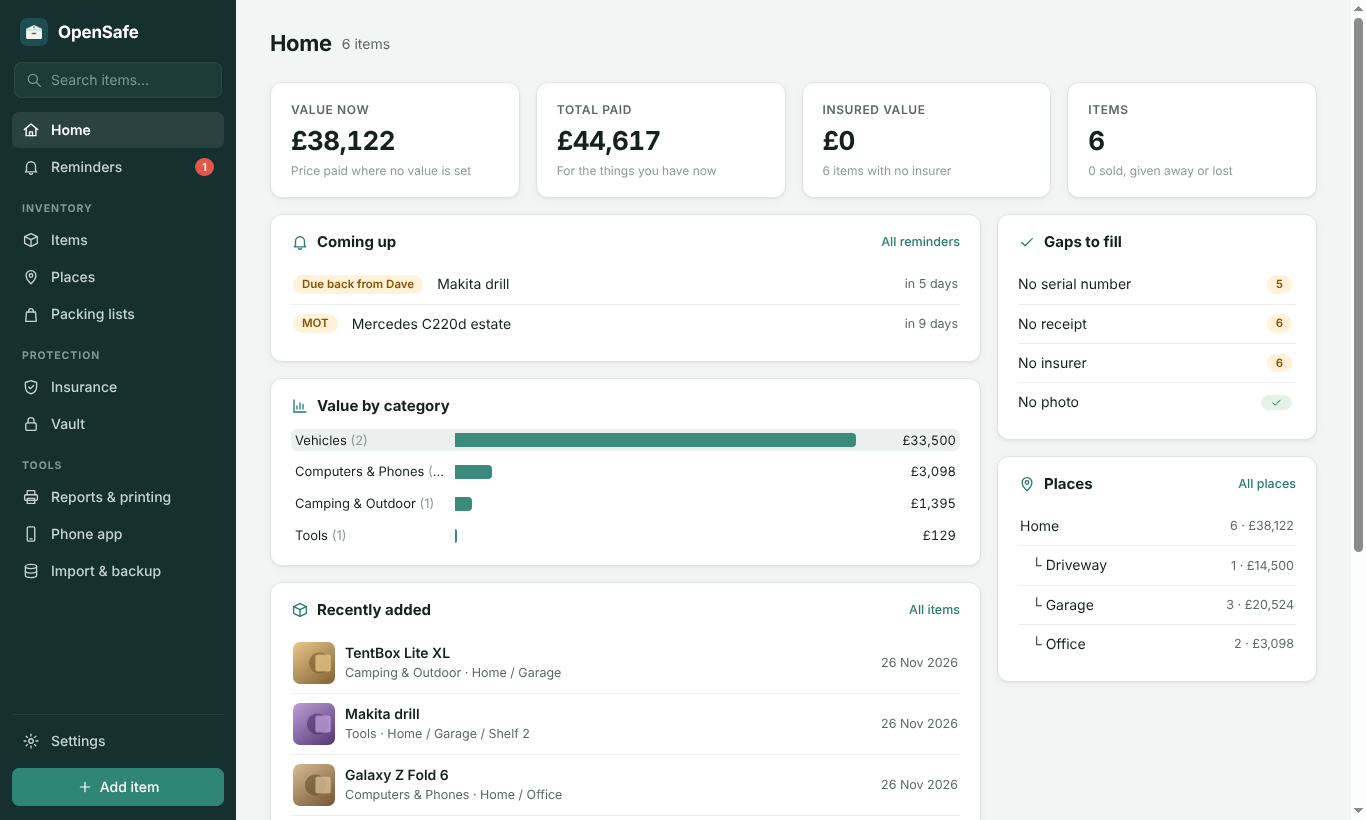 OpenSafe
Search items...
Home
Reminders 1
INVENTORY
Items
Places
Packing lists
PROTECTION
Insurance
Vault
TOOLS
Reports & printing
Phone app
Import & backup
Settings
+ Add item
Home 6 items
VALUE NOW
£38,122
Price paid where no value is set
TOTAL PAID
£44,617
For the things you have now
INSURED VALUE
£0
6 items with no insurer
ITEMS
6
0 sold, given away or lost
Coming up All reminders
Due back from Dave Makita drill in 5 days
MOT Mercedes C220d estate in 9 days
Value by category
Vehicles (2) £33,500
Computers & Phones (... £3,098
Camping & Outdoor (1) £1,395
Tools (1) £129
Recently added All items
TentBox Lite XL
Camping & Outdoor · Home / Garage
26 Nov 2026
Makita drill
Tools · Home / Garage / Shelf 2
26 Nov 2026
Galaxy Z Fold 6
Computers & Phones · Home / Office
26 Nov 2026
Gaps to fill
No serial number 5
No receipt 6
No insurer 6
No photo
Places All places
Home 6 · £38,122
└ Driveway 1 · £14,500
└ Garage 3 · £20,524
└ Office 2 · £3,098